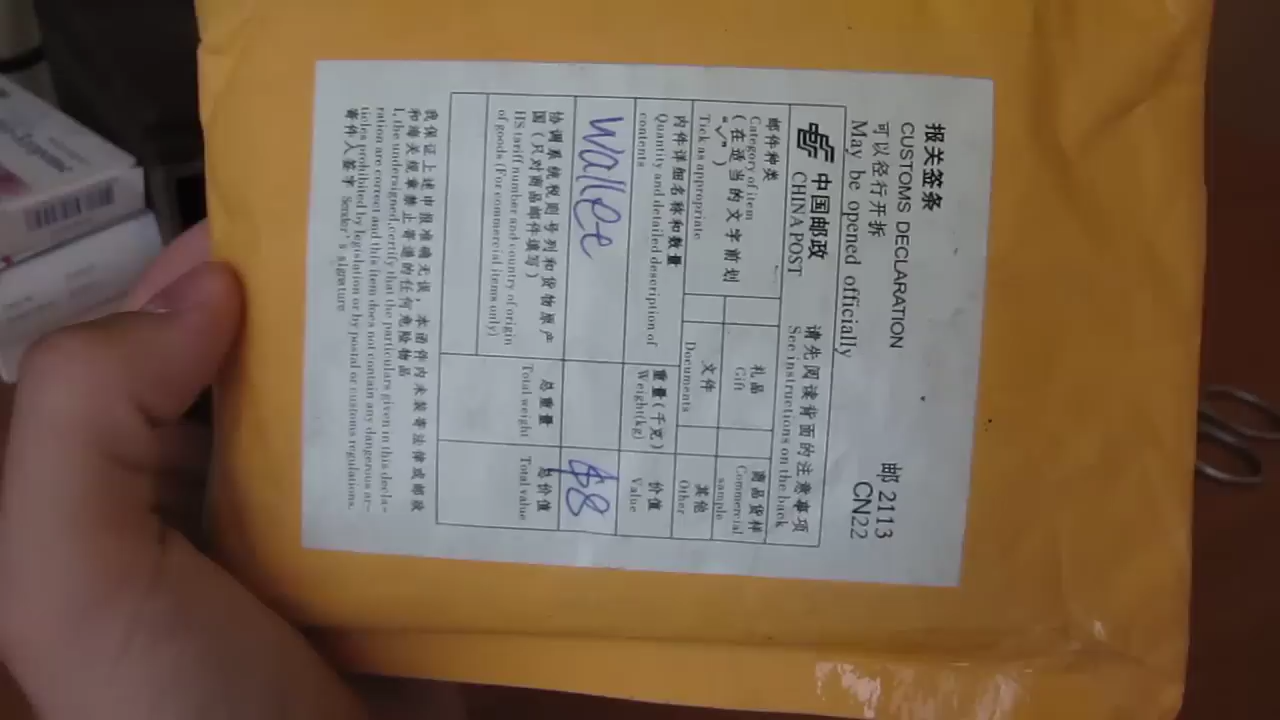 报关签条
CUSTOMS DECLARATION
可以径行开拆
May be opened officially
邮 2113
CN22
中国邮政
CHINA POST
请先阅读背面的注意事项
See instructions on the back
邮件种类
Category of item
(在适当的文字前划
“✓”)
Tick as appropriate
礼品
Gift
商品货样
Commercial
sample
文件
Documents
其他
Other
内件详细名称和数量
Quantity and detailed description of
contents
重量(千克)
Weight(kg)
价值
Value
wallet
$8
协调系统税则号列和货物原产
国(只对商品邮件填写)
HS tariff number and country of origin
of goods (For commercial items only)
总重量
Total weight
总价值
Total value
我保证上述申报准确无误,本函件内未装寄法律或邮政
和海关规章禁止寄递的任何危险物品
I, the undersigned,certify that the particulars given in this decla-
ration are correct and this item does not contain any dangerous ar-
ticles prohibited by legislation or by postal or customs regulations.
寄件人签字 Sender's signature